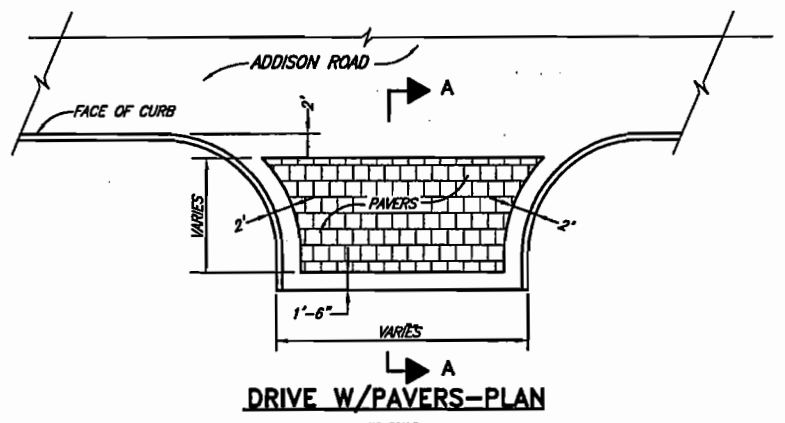 ADDISON ROAD
A
FACE OF CURB
2'
VARIES
PAVERS
2'
2'
1'-6"
VARIES
A
DRIVE W/PAVERS-PLAN